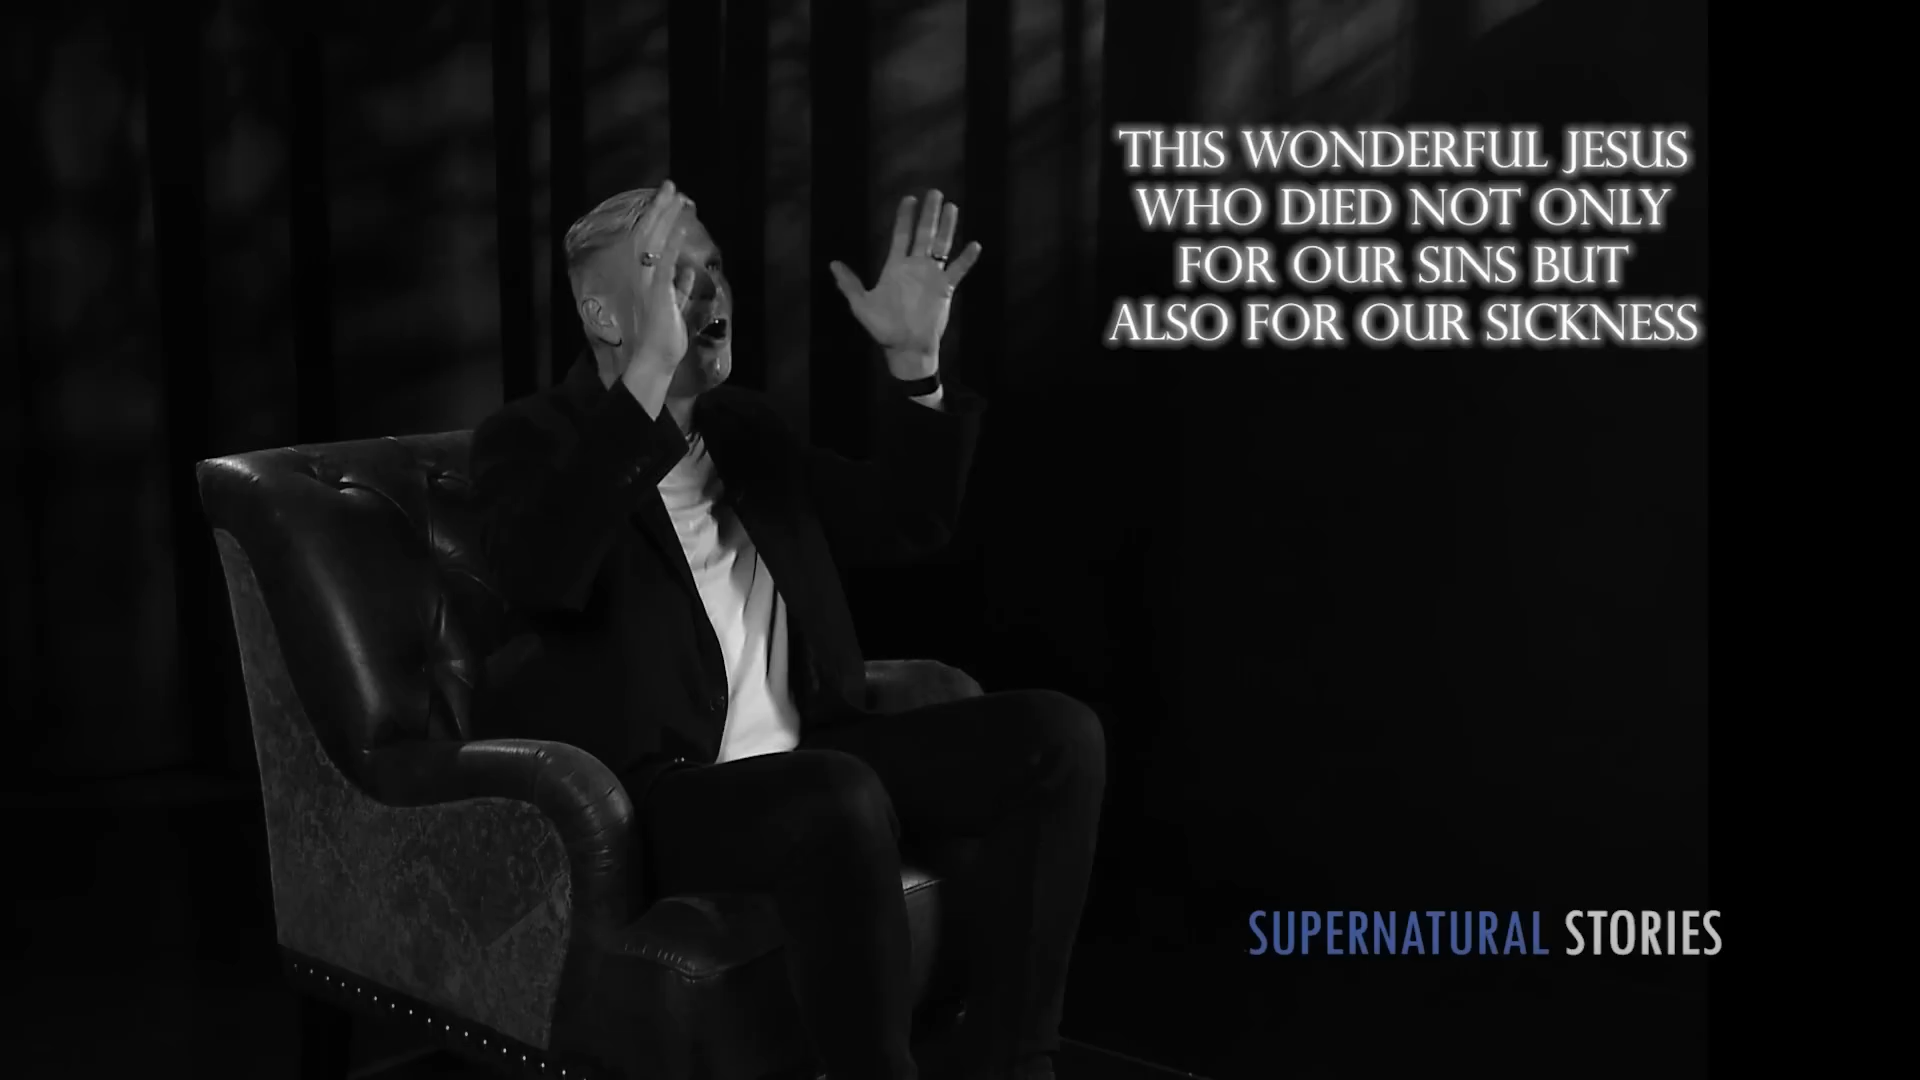 THIS WONDERFUL JESUS
WHO DIED NOT ONLY
FOR OUR SINS BUT
ALSO FOR OUR SICKNESS
SUPERNATURAL STORIES